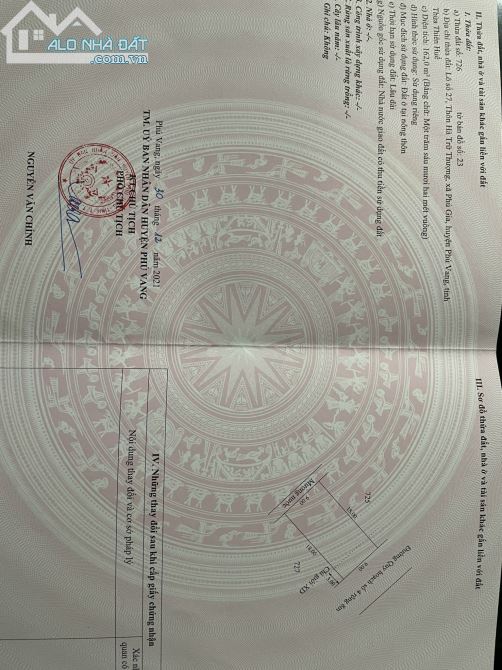 ALO NHÀ ĐẤT
.com.vn
II. Thửa đất, nhà ở và tài sản khác gắn liền với đất
1. Thửa đất:
a) Thửa đất số: 726 tờ bản đồ số: 23
b) Địa chỉ thửa đất: Lô số 27, Thôn Hà Trữ Thượng, xã Phú Gia, huyện Phú Vang, tỉnh
Thừa Thiên Huế
c) Diện tích: 162,0 m² (Bằng chữ: Một trăm sáu mươi hai mét vuông)
d) Hình thức sử dụng: Sử dụng riêng
đ) Mục đích sử dụng đất: Đất ở tại nông thôn
e) Thời hạn sử dụng đất: Lâu dài
g) Nguồn gốc sử dụng đất: Nhà nước giao đất có thu tiền sử dụng đất
2. Nhà ở: -/-
3. Công trình xây dựng khác: -/-
4. Rừng sản xuất là rừng trồng: -/-
5. Cây lâu năm: -/-
Ghi chú: Không
Phú Vang, ngày 30 tháng 12 năm 2021
TM. UỶ BAN NHÂN DÂN HUYỆN PHÚ VANG
KT. CHỦ TỊCH
PHÓ CHỦ TỊCH
NGUYỄN VĂN CHÍNH
III. Sơ đồ thửa đất, nhà ở và tài sản khác gắn liền với đất
Đường Quy hoạch số 4 rộng 8m
725
9.00
Chỉ giới XD
727
9.00
Mương nước
IV. Những thay đổi sau khi cấp giấy chứng nhận
Nội dung thay đổi và cơ sở pháp lý
Xác n
quan có